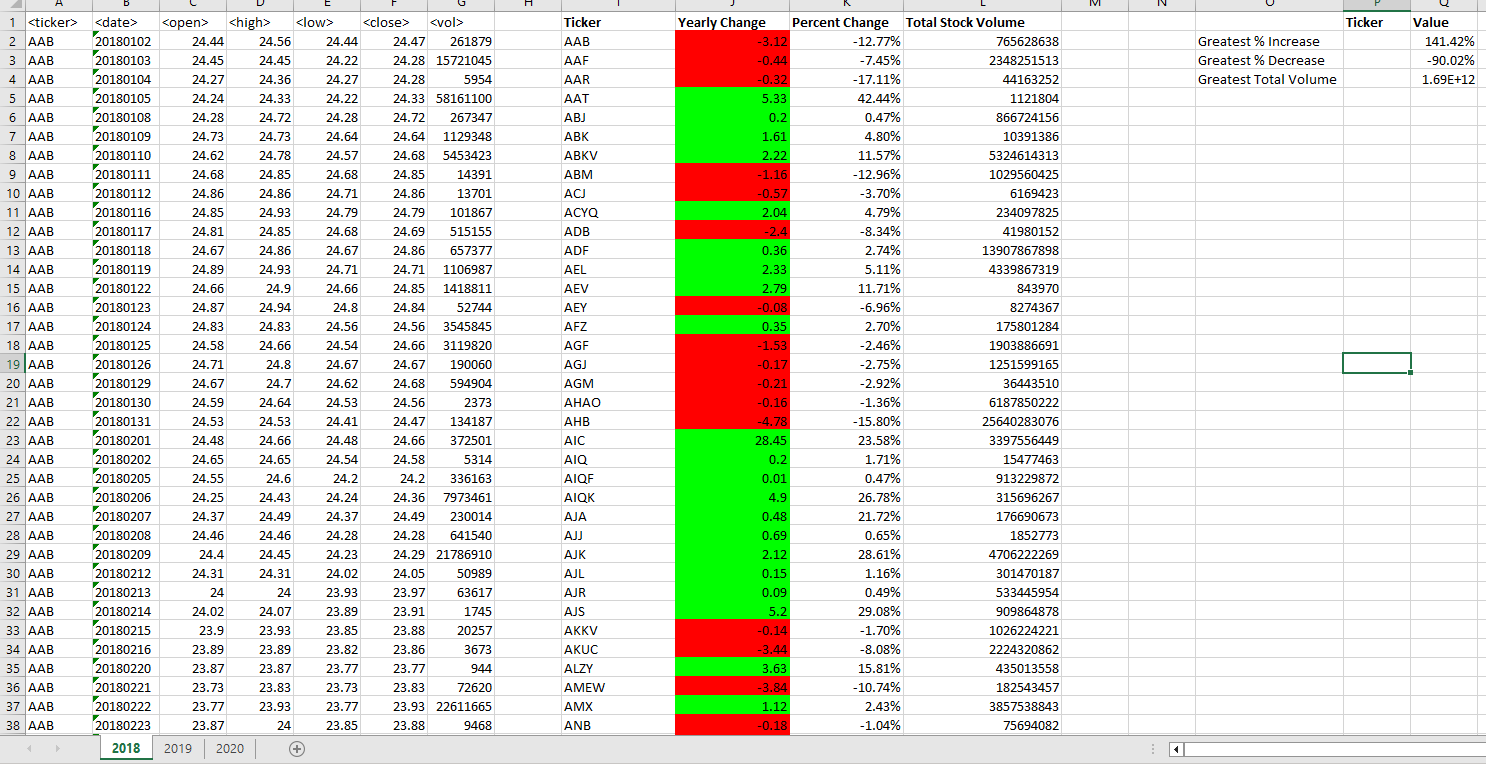 A B C D E F G H I J K L M N O P Q
1 <ticker> <date> <open> <high> <low> <close> <vol> Ticker Yearly Change Percent Change Total Stock Volume Ticker Value
2 AAB 20180102 24.44 24.56 24.44 24.47 261879 AAB -3.12 -12.77% 765628638 Greatest % Increase 141.42%
3 AAB 20180103 24.45 24.45 24.22 24.28 15721045 AAF -0.44 -7.45% 2348251513 Greatest % Decrease -90.02%
4 AAB 20180104 24.27 24.36 24.27 24.28 5954 AAR -0.32 -17.11% 44163252 Greatest Total Volume 1.69E+12
5 AAB 20180105 24.24 24.33 24.22 24.33 58161100 AAT 5.33 42.44% 1121804
6 AAB 20180108 24.28 24.72 24.28 24.72 267347 ABJ 0.2 0.47% 866724156
7 AAB 20180109 24.73 24.73 24.64 24.64 1129348 ABK 1.61 4.80% 10391386
8 AAB 20180110 24.62 24.78 24.57 24.68 5453423 ABKV 2.22 11.57% 5324614313
9 AAB 20180111 24.68 24.85 24.68 24.85 14391 ABM -1.16 -12.96% 1029560425
10 AAB 20180112 24.86 24.86 24.71 24.86 13701 ACJ -0.57 -3.70% 6169423
11 AAB 20180116 24.85 24.93 24.79 24.79 101867 ACYQ 2.04 4.79% 234097825
12 AAB 20180117 24.81 24.85 24.68 24.69 515155 ADB -2.4 -8.34% 41980152
13 AAB 20180118 24.67 24.86 24.67 24.86 657377 ADF 0.36 2.74% 13907867898
14 AAB 20180119 24.89 24.93 24.71 24.71 1106987 AEL 2.33 5.11% 4339867319
15 AAB 20180122 24.66 24.9 24.66 24.85 1418811 AEV 2.79 11.71% 843970
16 AAB 20180123 24.87 24.94 24.8 24.84 52744 AEY -0.08 -6.96% 8274367
17 AAB 20180124 24.83 24.83 24.56 24.56 3545845 AFZ 0.35 2.70% 175801284
18 AAB 20180125 24.58 24.66 24.54 24.66 3119820 AGF -1.53 -2.46% 1903886691
19 AAB 20180126 24.71 24.8 24.67 24.67 190060 AGJ -0.17 -2.75% 1251599165
20 AAB 20180129 24.67 24.7 24.62 24.68 594904 AGM -0.21 -2.92% 36443510
21 AAB 20180130 24.59 24.64 24.53 24.56 2373 AHAO -0.16 -1.36% 6187850222
22 AAB 20180131 24.53 24.53 24.41 24.47 134187 AHB -4.78 -15.80% 25640283076
23 AAB 20180201 24.48 24.66 24.48 24.66 372501 AIC 28.45 23.58% 3397556449
24 AAB 20180202 24.65 24.65 24.54 24.58 5314 AIQ 0.2 1.71% 15477463
25 AAB 20180205 24.55 24.6 24.2 24.2 336163 AIQF 0.01 0.47% 913229872
26 AAB 20180206 24.25 24.43 24.24 24.36 7973461 AIQK 4.9 26.78% 315696267
27 AAB 20180207 24.37 24.49 24.37 24.49 230014 AJA 0.48 21.72% 176690673
28 AAB 20180208 24.46 24.46 24.28 24.28 641540 AJJ 0.69 0.65% 1852773
29 AAB 20180209 24.4 24.45 24.23 24.29 21786910 AJK 2.12 28.61% 4706222269
30 AAB 20180212 24.31 24.31 24.02 24.05 50989 AJL 0.15 1.16% 301470187
31 AAB 20180213 24 24 23.93 23.97 63617 AJR 0.09 0.49% 533445954
32 AAB 20180214 24.02 24.07 23.89 23.91 1745 AJS 5.2 29.08% 909864878
33 AAB 20180215 23.9 23.93 23.85 23.88 20257 AKKV -0.14 -1.70% 1026224221
34 AAB 20180216 23.89 23.89 23.82 23.86 3673 AKUC -3.44 -8.08% 2224320862
35 AAB 20180220 23.87 23.87 23.77 23.77 944 ALZY 3.63 15.81% 435013558
36 AAB 20180221 23.73 23.83 23.73 23.83 72620 AMEW -3.84 -10.74% 182543457
37 AAB 20180222 23.77 23.93 23.77 23.93 22611665 AMX 1.12 2.43% 3857538843
38 AAB 20180223 23.87 24 23.85 23.88 9468 ANB -0.18 -1.04% 75694082
2018 2019 2020